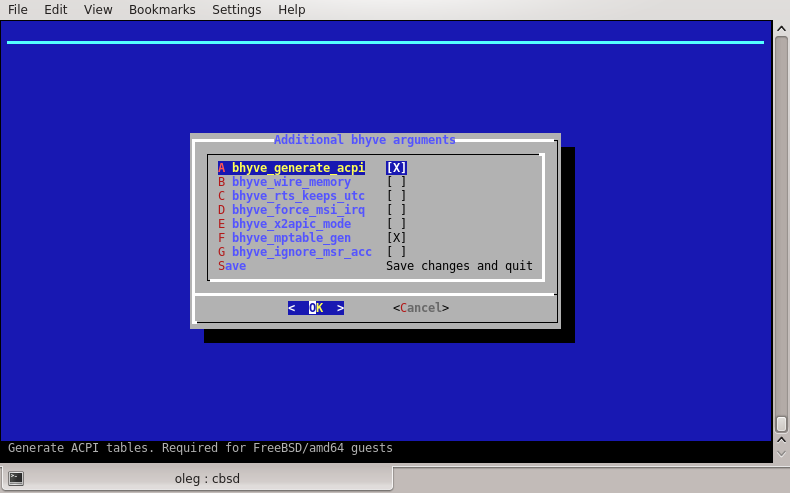 File Edit View Bookmarks Settings Help
Additional bhyve arguments
A bhyve_generate_acpi [X]
B bhyve_wire_memory [ ]
C bhyve_rts_keeps_utc [ ]
D bhyve_force_msi_irq [ ]
E bhyve_x2apic_mode [ ]
F bhyve_mptable_gen [X]
G bhyve_ignore_msr_acc [ ]
Save Save changes and quit
< OK > <Cancel>
Generate ACPI tables. Required for FreeBSD/amd64 guests
oleg : cbsd